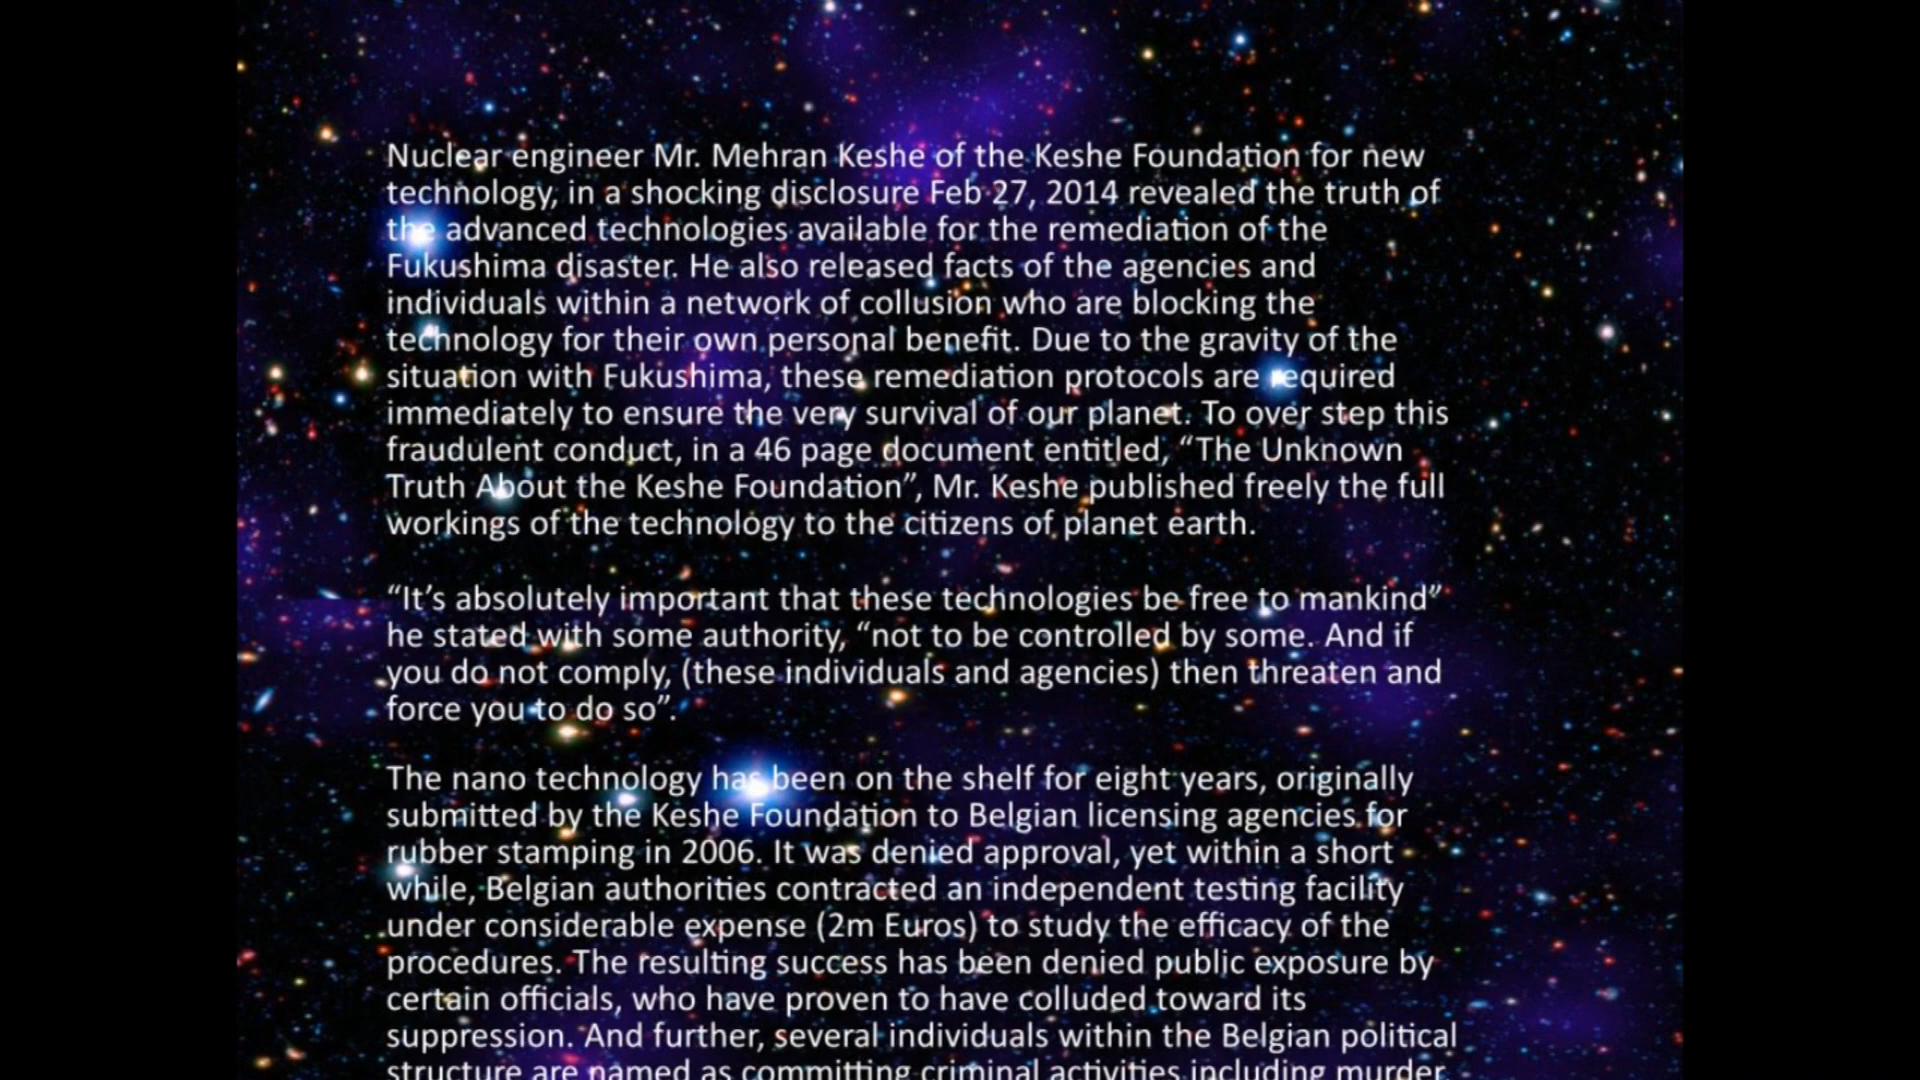 Nuclear engineer Mr. Mehran Keshe of the Keshe Foundation for new
technology, in a shocking disclosure Feb 27, 2014 revealed the truth of
the advanced technologies available for the remediation of the
Fukushima disaster. He also released facts of the agencies and
individuals within a network of collusion who are blocking the
technology for their own personal benefit. Due to the gravity of the
situation with Fukushima, these remediation protocols are required
immediately to ensure the very survival of our planet. To over step this
fraudulent conduct, in a 46 page document entitled, “The Unknown
Truth About the Keshe Foundation”, Mr. Keshe published freely the full
workings of the technology to the citizens of planet earth.
“It’s absolutely important that these technologies be free to mankind”
he stated with some authority, “not to be controlled by some. And if
you do not comply, (these individuals and agencies) then threaten and
force you to do so”.
The nano technology has been on the shelf for eight years, originally
submitted by the Keshe Foundation to Belgian licensing agencies for
rubber stamping in 2006. It was denied approval, yet within a short
while, Belgian authorities contracted an independent testing facility
under considerable expense (2m Euros) to study the efficacy of the
procedures. The resulting success has been denied public exposure by
certain officials, who have proven to have colluded toward its
suppression. And further, several individuals within the Belgian political
structure are named as committing criminal activities including murder